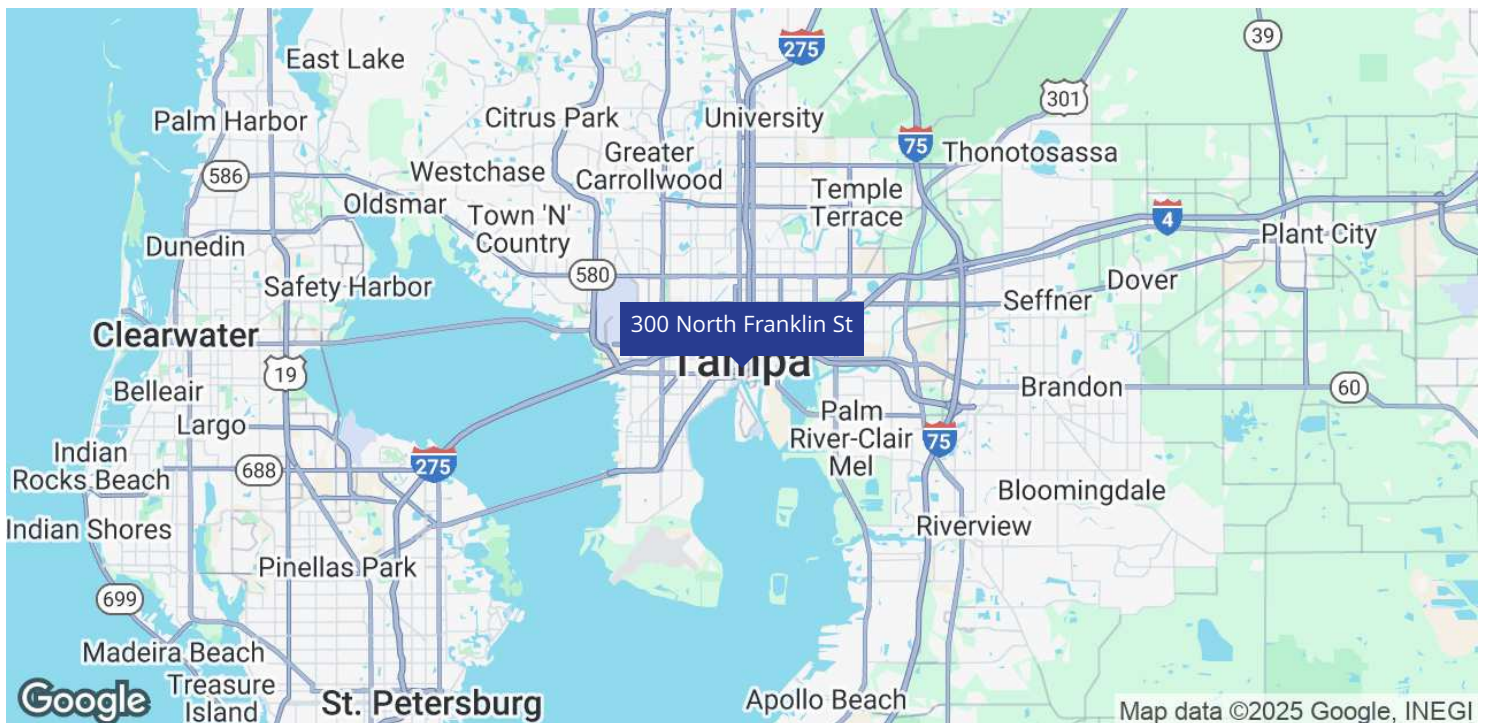 275
39
East Lake
301
Palm Harbor
Citrus Park
University
75
Thonotosassa
Greater
Carrollwood
Westchase
586
Temple
Terrace
Oldsmar
Town 'N'
Country
4
Plant City
Dunedin
580
Safety Harbor
Dover
Seffner
300 North Franklin St
Clearwater
Tampa
19
Belleair
Brandon
60
Largo
Palm
River-Clair
Mel
75
Indian
Rocks Beach
688
275
Bloomingdale
Indian Shores
Riverview
Pinellas Park
699
Madeira Beach
Treasure
Island
St. Petersburg
Apollo Beach
Google
Map data ©2025 Google, INEGI